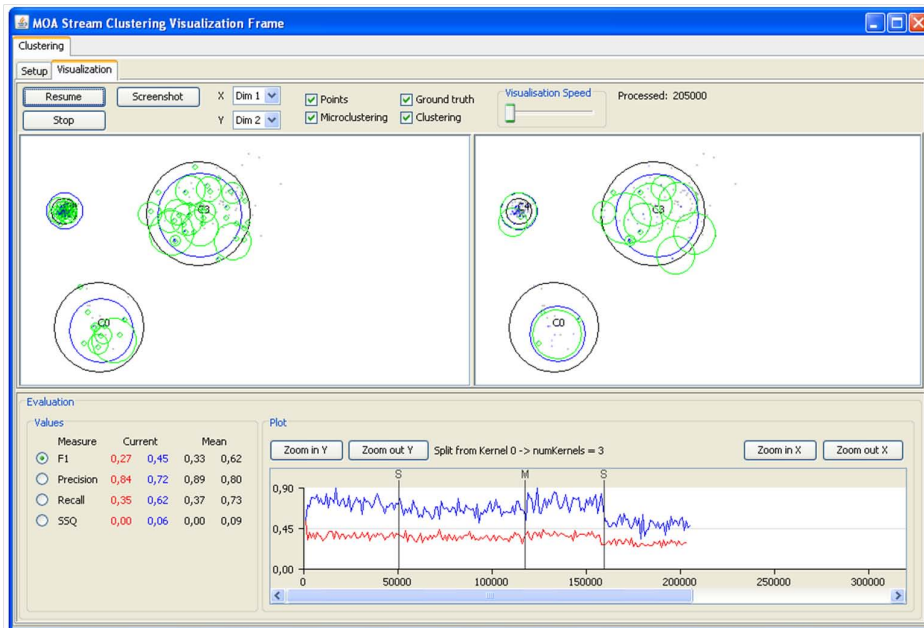 MOA Stream Clustering Visualization Frame
Clustering
Setup Visualization
Resume Screenshot X Dim 1 Points Ground truth Visualisation Speed Processed: 205000
Stop Y Dim 2 Microclustering Clustering
C3 C3
C0 C0
Evaluation
Values Plot
Measure Current Mean
F1 0,27 0,45 0,33 0,62
Precision 0,84 0,72 0,89 0,80
Recall 0,35 0,62 0,37 0,73
SSQ 0,00 0,06 0,00 0,09
Zoom in Y Zoom out Y Split from Kernel 0 -> numKernels = 3 Zoom in X Zoom out X
S M S
0,90
0,45
0,00
0 50000 100000 150000 200000 250000 300000